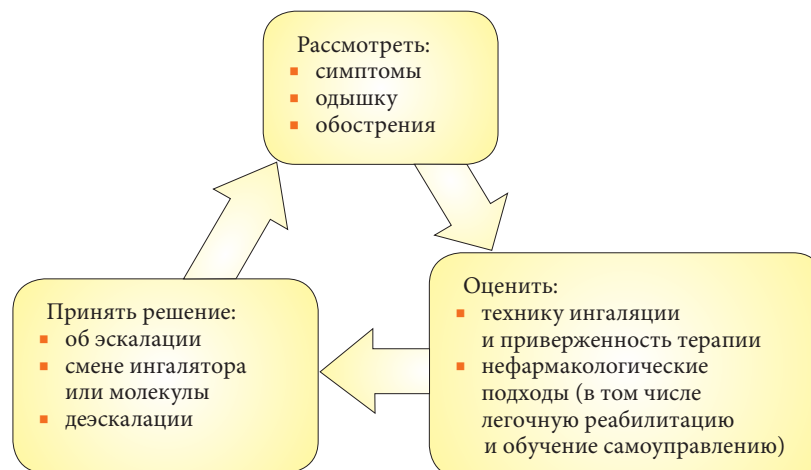 Рассмотреть:
▪ симптомы
▪ одышку
▪ обострения
Оценить:
▪ технику ингаляции
и приверженность терапии
▪ нефармакологические
подходы (в том числе
легочную реабилитацию
и обучение самоуправлению)
Принять решение:
▪ об эскалации
▪ смене ингалятора
или молекулы
▪ деэскалации